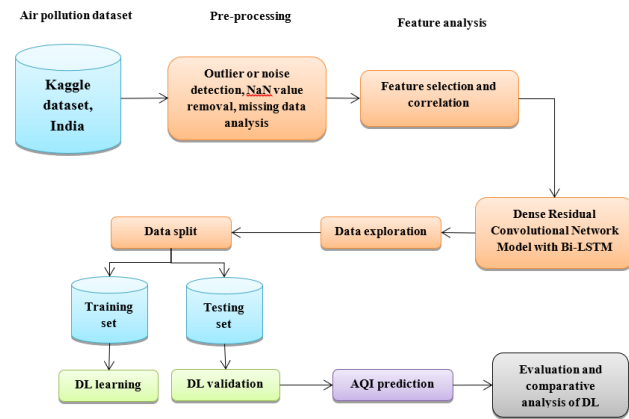 Air pollution dataset
Pre-processing
Feature analysis
Kaggle
dataset,
India
Outlier or noise
detection, NaN value
removal, missing data
analysis
Feature selection and
correlation
Dense Residual
Convolutional Network
Model with Bi-LSTM
Data exploration
Data split
Training
set
Testing
set
DL learning
DL validation
AQI prediction
Evaluation and
comparative
analysis of DL